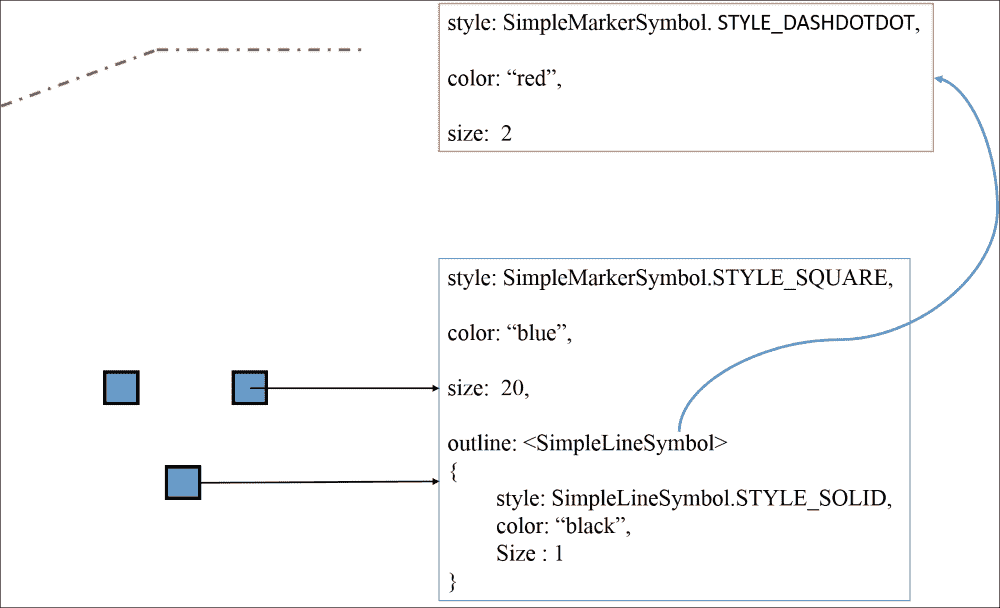 style: SimpleMarkerSymbol. STYLE_DASHDOTDOT,
color: “red”,
size: 2
style: SimpleMarkerSymbol.STYLE_SQUARE,
color: “blue”,
size: 20,
outline: <SimpleLineSymbol>
{
style: SimpleLineSymbol.STYLE_SOLID,
color: “black”,
Size : 1
}